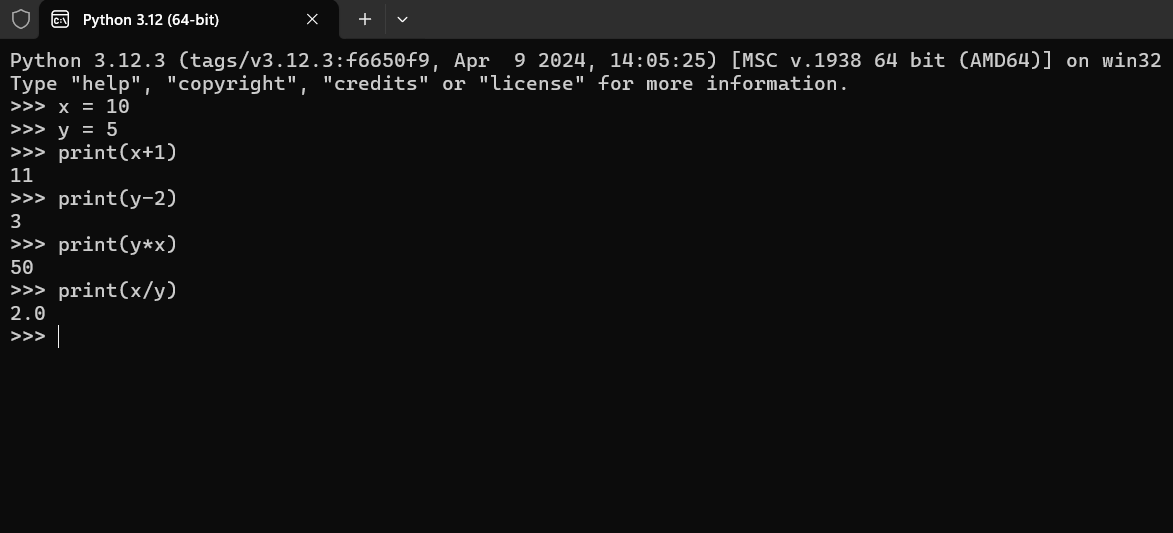 Python 3.12 (64-bit)
Python 3.12.3 (tags/v3.12.3:f6650f9, Apr  9 2024, 14:05:25) [MSC v.1938 64 bit (AMD64)] on win32
Type "help", "copyright", "credits" or "license" for more information.
>>> x = 10
>>> y = 5
>>> print(x+1)
11
>>> print(y-2)
3
>>> print(y*x)
50
>>> print(x/y)
2.0
>>>